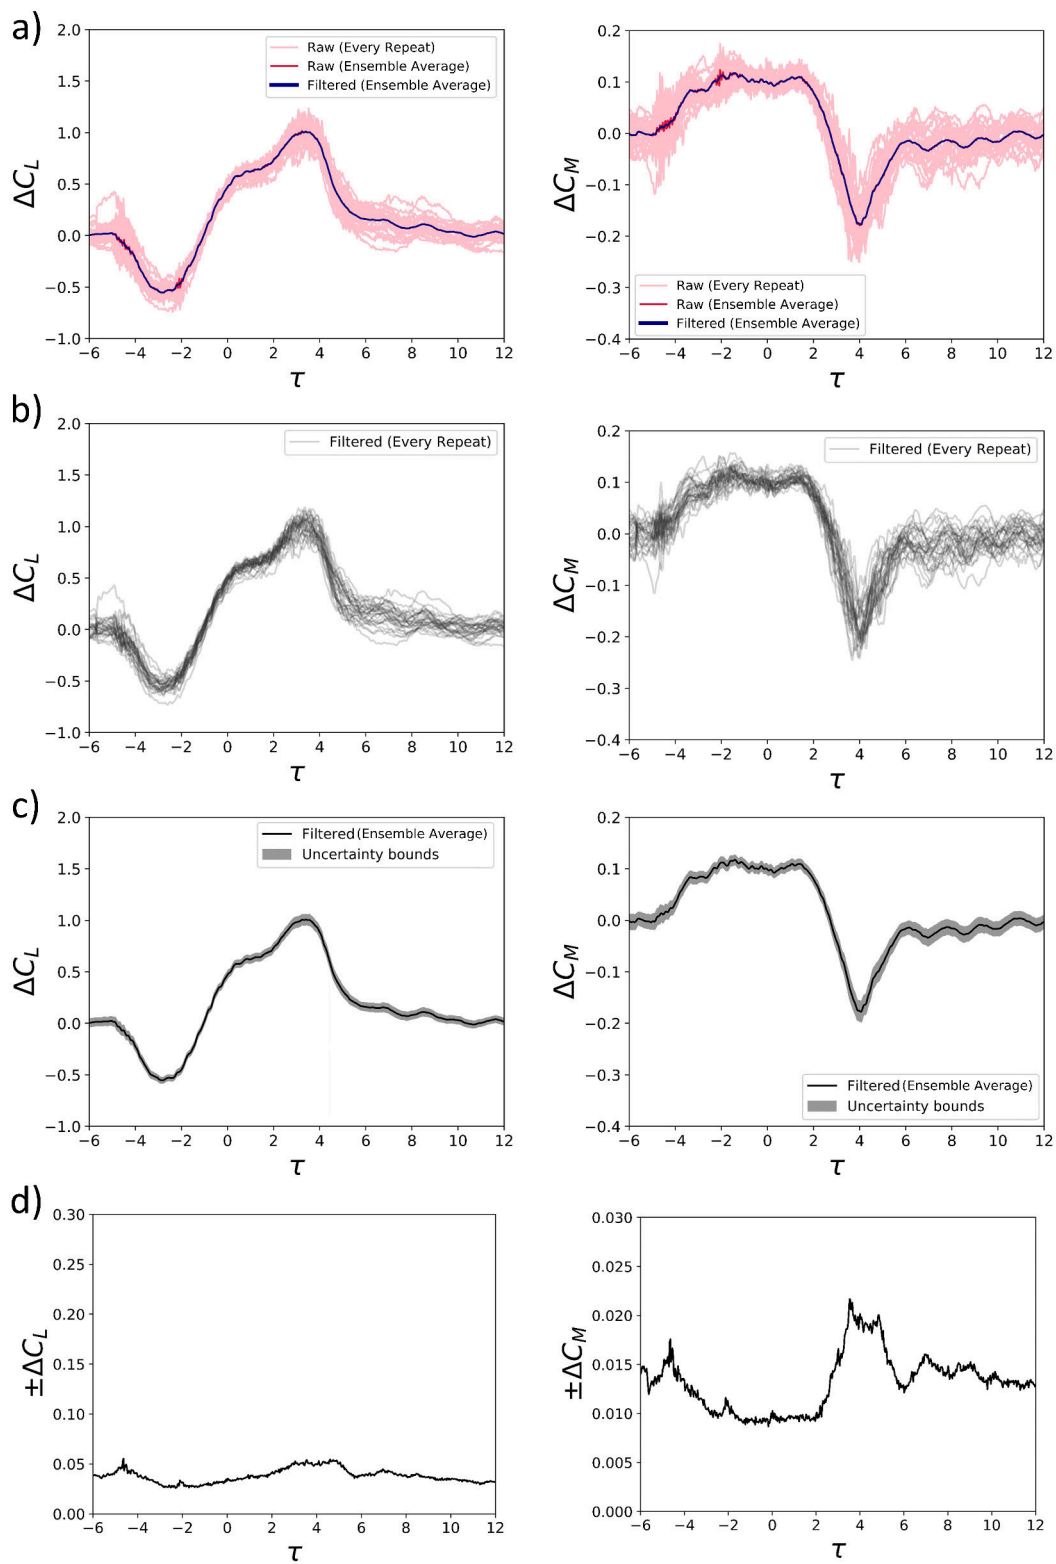 a)
2.0
1.5
1.0
0.5
0.0
−0.5
−1.0
ΔC_L
Raw (Every Repeat)
Raw (Ensemble Average)
Filtered (Ensemble Average)
−6 −4 −2 0 2 4 6 8 10 12
τ
0.2
0.1
0.0
−0.1
−0.2
−0.3
−0.4
ΔC_M
Raw (Every Repeat)
Raw (Ensemble Average)
Filtered (Ensemble Average)
−6 −4 −2 0 2 4 6 8 10 12
τ
b)
2.0
1.5
1.0
0.5
0.0
−0.5
−1.0
ΔC_L
Filtered (Every Repeat)
−6 −4 −2 0 2 4 6 8 10 12
τ
0.2
0.1
0.0
−0.1
−0.2
−0.3
−0.4
ΔC_M
Filtered (Every Repeat)
−6 −4 −2 0 2 4 6 8 10 12
τ
c)
2.0
1.5
1.0
0.5
0.0
−0.5
−1.0
ΔC_L
Filtered (Ensemble Average)
Uncertainty bounds
−6 −4 −2 0 2 4 6 8 10 12
τ
0.2
0.1
0.0
−0.1
−0.2
−0.3
−0.4
ΔC_M
Filtered (Ensemble Average)
Uncertainty bounds
−6 −4 −2 0 2 4 6 8 10 12
τ
d)
0.30
0.25
0.20
0.15
0.10
0.05
0.00
±ΔC_L
−6 −4 −2 0 2 4 6 8 10 12
τ
0.030
0.025
0.020
0.015
0.010
0.005
0.000
±ΔC_M
−6 −4 −2 0 2 4 6 8 10 12
τ